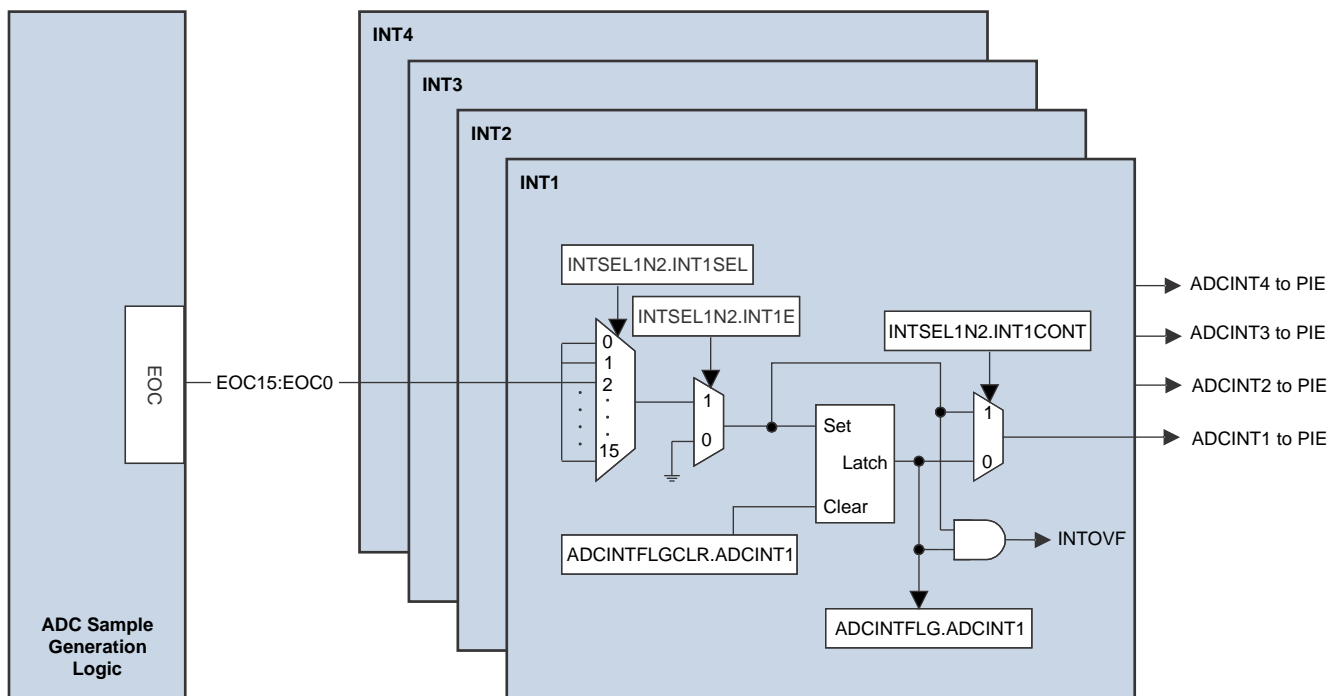 INT4
INT3
INT2
INT1
INTSEL1N2.INT1SEL
INTSEL1N2.INT1E
INTSEL1N2.INT1CONT
ADCINT4 to PIE
ADCINT3 to PIE
ADCINT2 to PIE
ADCINT1 to PIE
EOC
EOC15:EOC0
0
1
2
15
1
0
Set
Latch
Clear
1
0
ADCINTFLGCLR.ADCINT1
INTOVF
ADCINTFLG.ADCINT1
ADC Sample
Generation
Logic